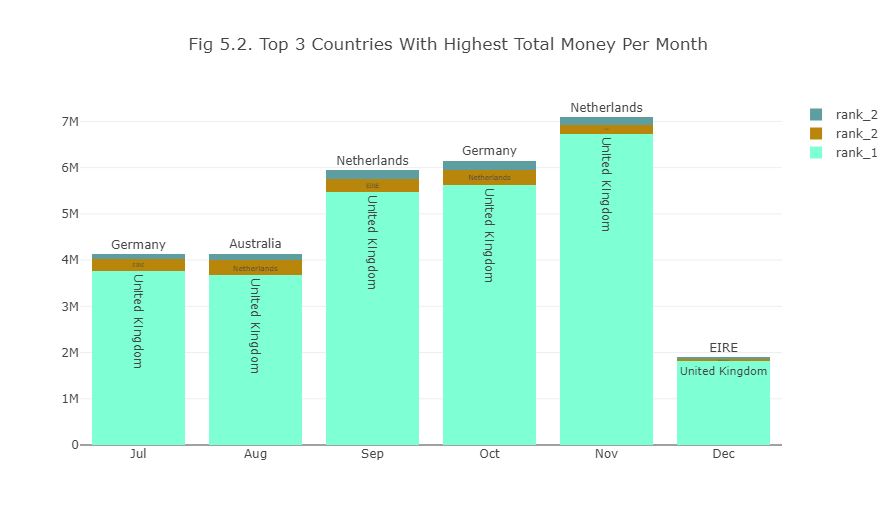 Fig 5.2. Top 3 Countries With Highest Total Money Per Month
rank_2
rank_2
rank_1
7M
6M
5M
4M
3M
2M
1M
0
Germany
EIRE
United Kingdom
Australia
Netherlands
United Kingdom
Netherlands
EIRE
United Kingdom
Germany
Netherlands
United Kingdom
Netherlands
United Kingdom
EIRE
United Kingdom
Jul
Aug
Sep
Oct
Nov
Dec